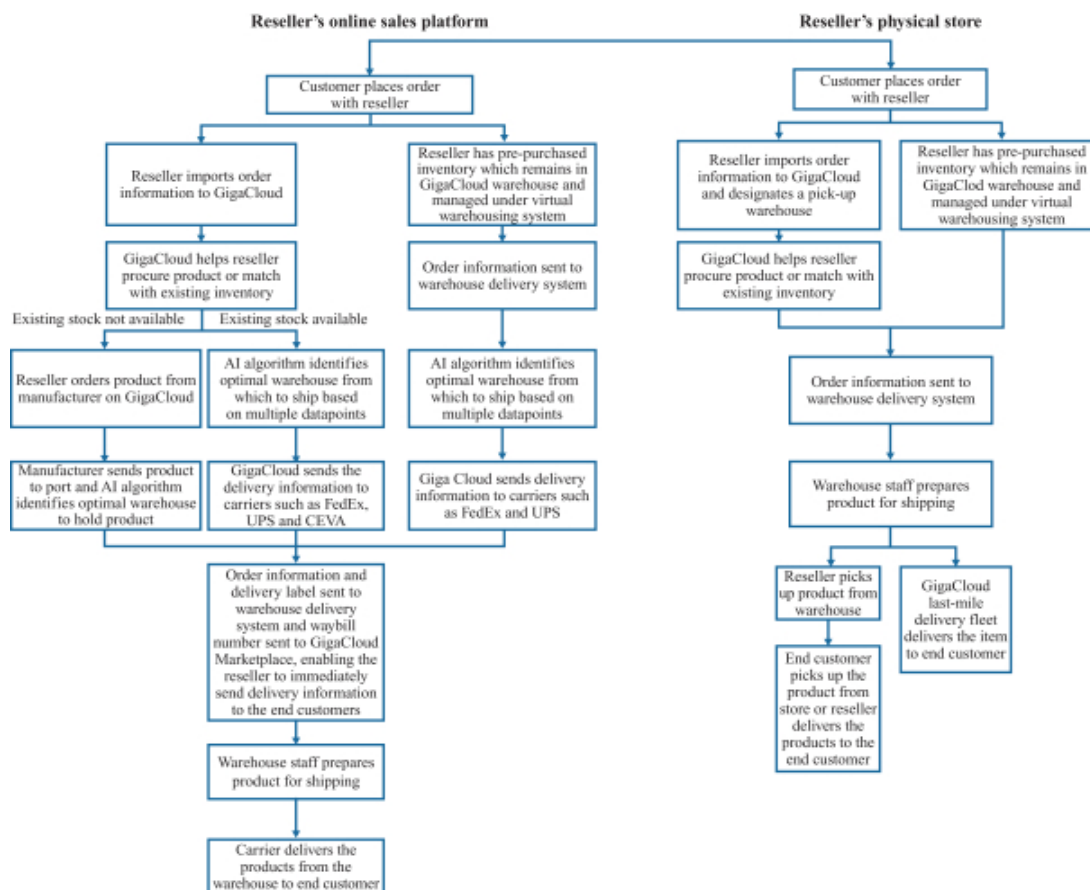 Reseller's online sales platform
Customer places order
with reseller
Reseller imports order
information to GigaCloud
Reseller has pre-purchased
inventory which remains in
GigaCloud warehouse and
managed under virtual
warehousing system
GigaCloud helps reseller
procure product or match
with existing inventory
Order information sent to
warehouse delivery system
Existing stock not available
Existing stock available
Reseller orders product from
manufacturer on GigaCloud
AI algorithm identifies
optimal warehouse from
which to ship based
on multiple datapoints
AI algorithm identifies
optimal warehouse from
which to ship based on
multiple datapoints
Manufacturer sends product
to port and AI algorithm
identifies optimal warehouse
to hold product
GigaCloud sends the
delivery information to
carriers such as FedEx,
UPS and CEVA
Giga Cloud sends delivery
information to carriers such
as FedEx and UPS
Order information and
delivery label sent to
warehouse delivery
system and waybill
number sent to GigaCloud
Marketplace, enabling the
reseller to immediately
send delivery information
to the end customers
Warehouse staff prepares
product for shipping
Carrier delivers the
products from the
warehouse to end customer
Reseller's physical store
Customer places order
with reseller
Reseller imports order
information to GigaCloud
and designates a pick-up
warehouse
Reseller has pre-purchased
inventory which remains in
GigaClod warehouse and
managed under virtual
warehousing system
GigaCloud helps reseller
procure product or match with
existing inventory
Order information sent to
warehouse delivery system
Warehouse staff prepares
product for shipping
Reseller picks
up product from
warehouse
GigaCloud
last-mile
delivery fleet
delivers the item
to end customer
End customer
picks up the
product from
store or reseller
delivers the
products to the
end customer